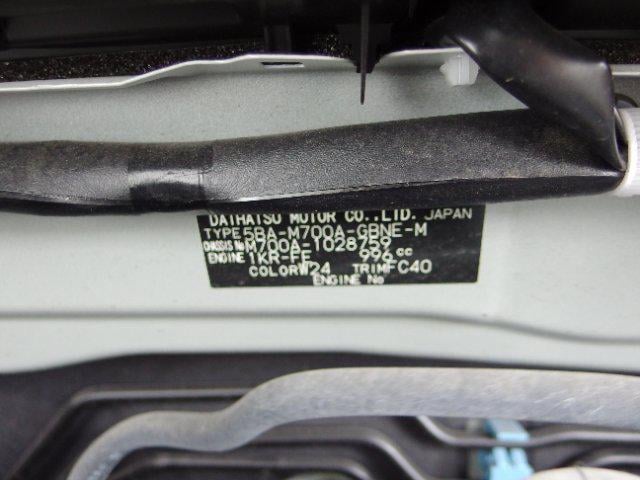 DAIHATSU MOTOR CO.,LTD. JAPAN
TYPE 5BA-M700A-GBNE-M
CHASSIS No M700A-1028759
ENGINE 1KR-FE 996 cc
COLOR W24 TRIM FC40
ENGINE No